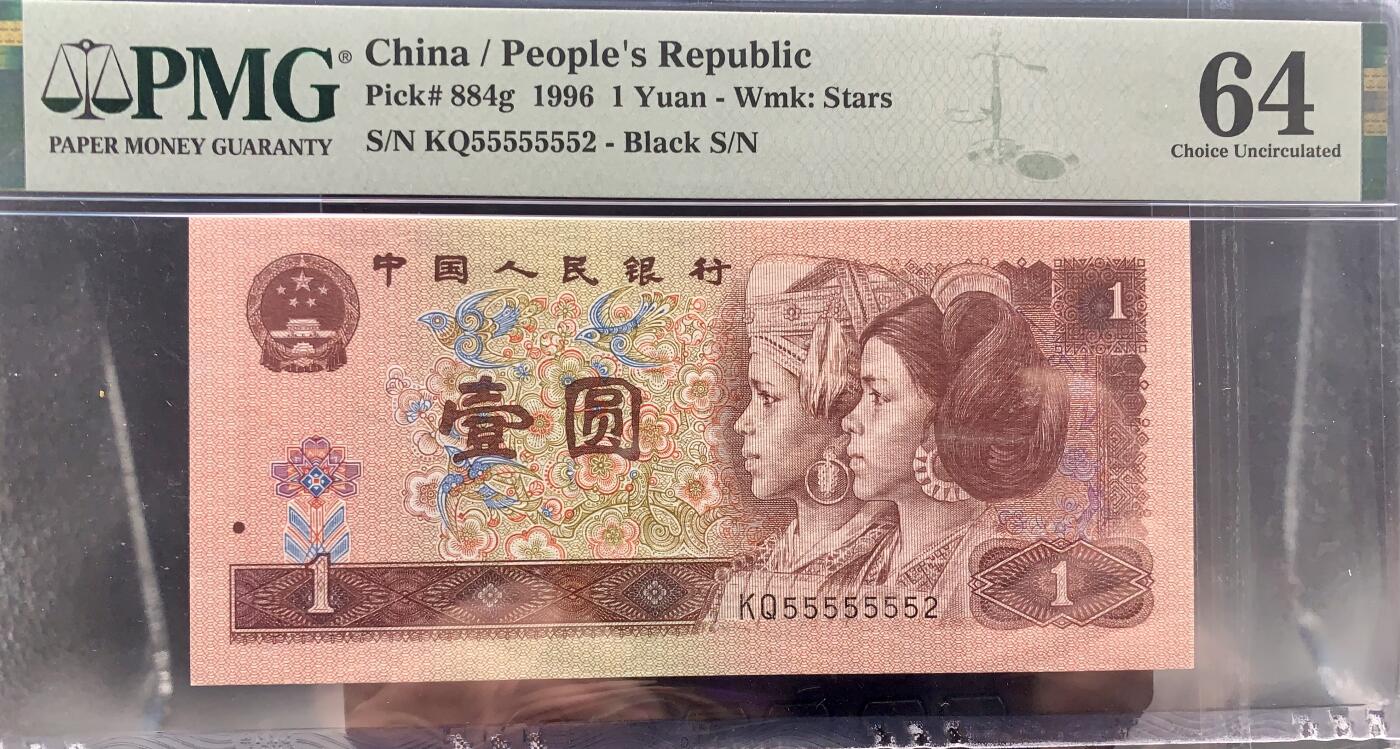 PMG®
PAPER MONEY GUARANTY
China / People's Republic
Pick# 884g 1996 1 Yuan - Wmk: Stars
S/N KQ55555552 - Black S/N
64
Choice Uncirculated
中国人民银行
1
壹圆
1
KQ55555552
1